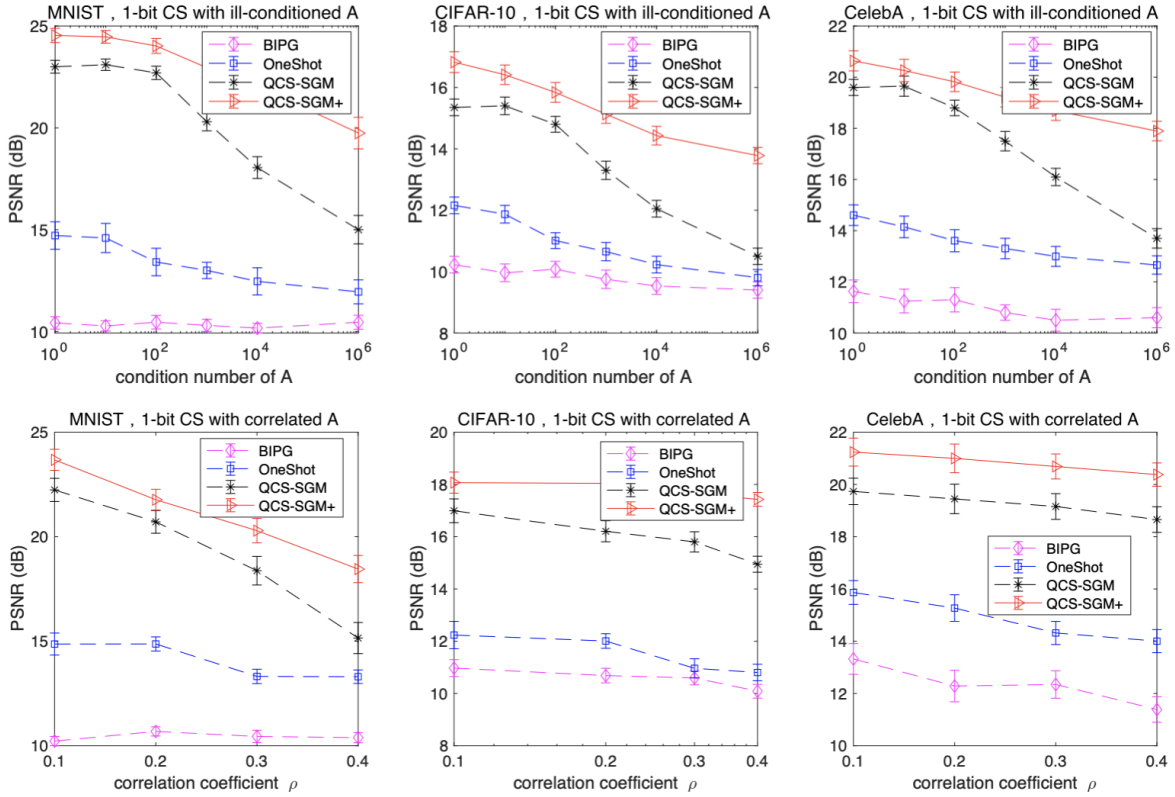 MNIST , 1-bit CS with ill-conditioned A
25
20
15
10
PSNR (dB)
BIPG
OneShot
QCS-SGM
QCS-SGM+
10^0
10^2
10^4
10^6
condition number of A
CIFAR-10 , 1-bit CS with ill-conditioned A
18
16
14
12
10
8
PSNR (dB)
BIPG
OneShot
QCS-SGM
QCS-SGM+
10^0
10^2
10^4
10^6
condition number of A
CelebA , 1-bit CS with ill-conditioned A
22
20
18
16
14
12
10
PSNR (dB)
BIPG
OneShot
QCS-SGM
QCS-SGM+
10^0
10^2
10^4
10^6
condition number of A
MNIST , 1-bit CS with correlated A
25
20
15
10
PSNR (dB)
BIPG
OneShot
QCS-SGM
QCS-SGM+
0.1
0.2
0.3
0.4
correlation coefficient ρ
CIFAR-10 , 1-bit CS with correlated A
20
18
16
14
12
10
8
PSNR (dB)
BIPG
OneShot
QCS-SGM
QCS-SGM+
0.1
0.2
0.3
0.4
correlation coefficient ρ
CelebA , 1-bit CS with correlated A
22
20
18
16
14
12
10
PSNR (dB)
BIPG
OneShot
QCS-SGM
QCS-SGM+
0.1
0.2
0.3
0.4
correlation coefficient ρ